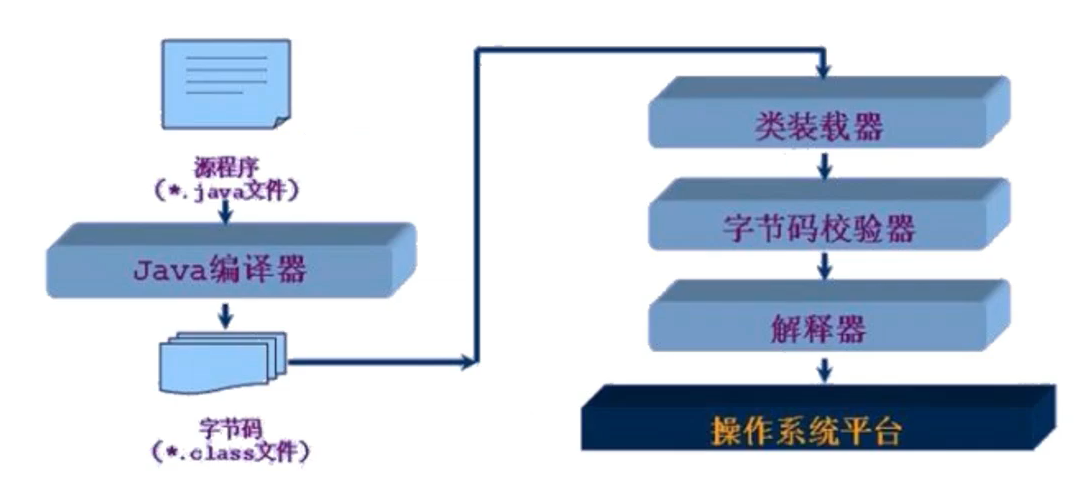 源程序
(*.java文件)
Java编译器
字节码
(*.class文件)
类装载器
字节码校验器
解释器
操作系统平台